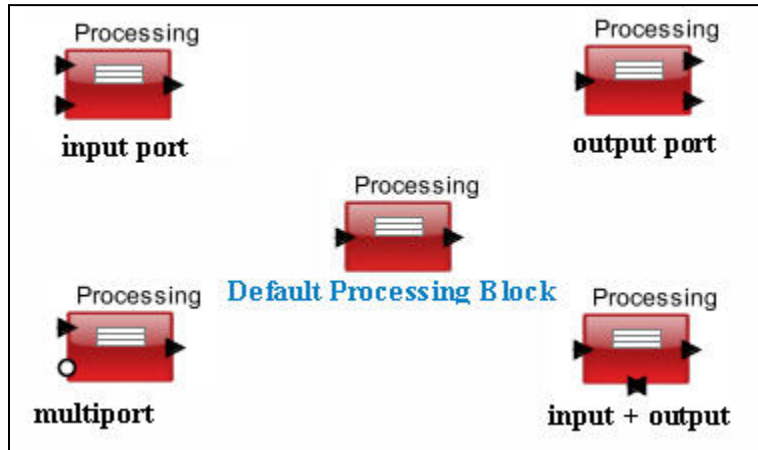 Processing
Processing
input port
output port
Processing
Default Processing Block
Processing
Processing
multiport
input + output